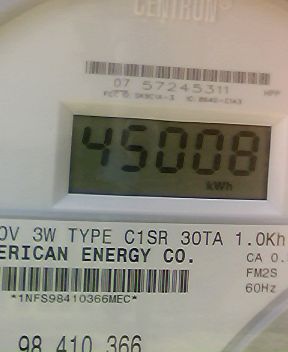 CENTRON®
07 57245311
HPP
45008
kWh
0V 3W TYPE C1SR 30TA 1.0Kh
ERICAN ENERGY CO.
CA 0.
*1NFS98410366MEC*
FM2S
60Hz
98 410 366